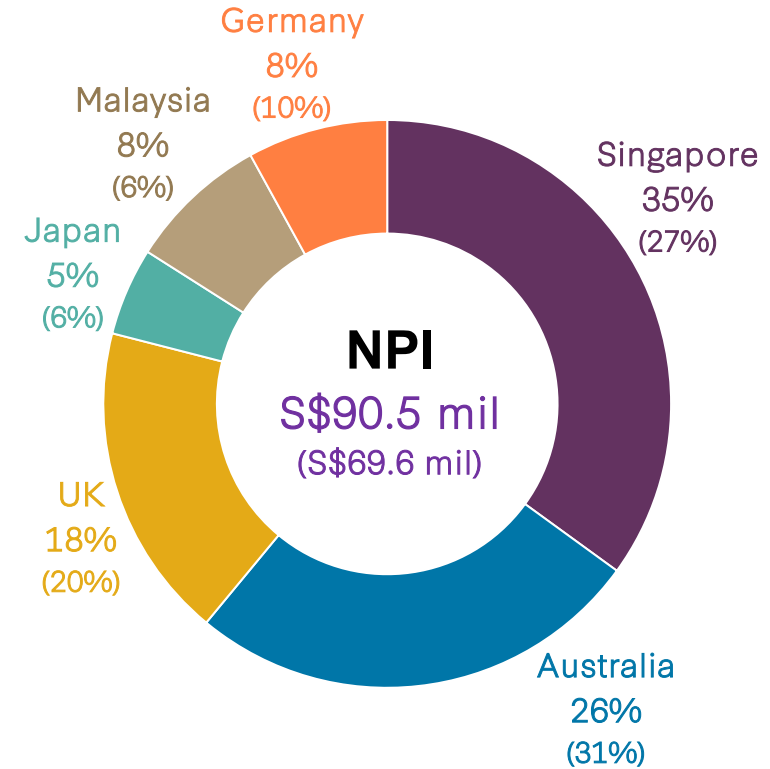 Germany
8%
(10%)
Malaysia
8%
(6%)
Singapore
35%
(27%)
Japan
5%
(6%)
NPI
S$90.5 mil
(S$69.6 mil)
UK
18%
(20%)
Australia
26%
(31%)